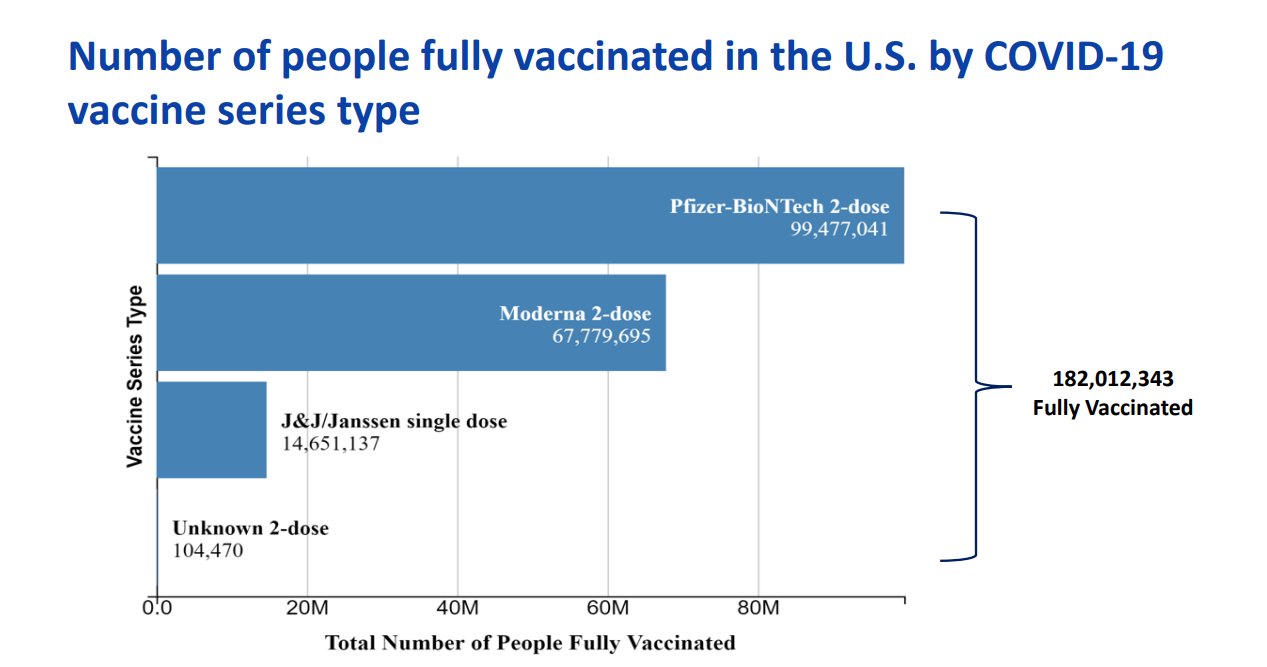 Number of people fully vaccinated in the U.S. by COVID-19
vaccine series type
Vaccine Series Type
Pfizer-BioNTech 2-dose
99,477,041
Moderna 2-dose
67,779,695
J&J/Janssen single dose
14,651,137
Unknown 2-dose
104,470
182,012,343
Fully Vaccinated
0.0 20M 40M 60M 80M
Total Number of People Fully Vaccinated